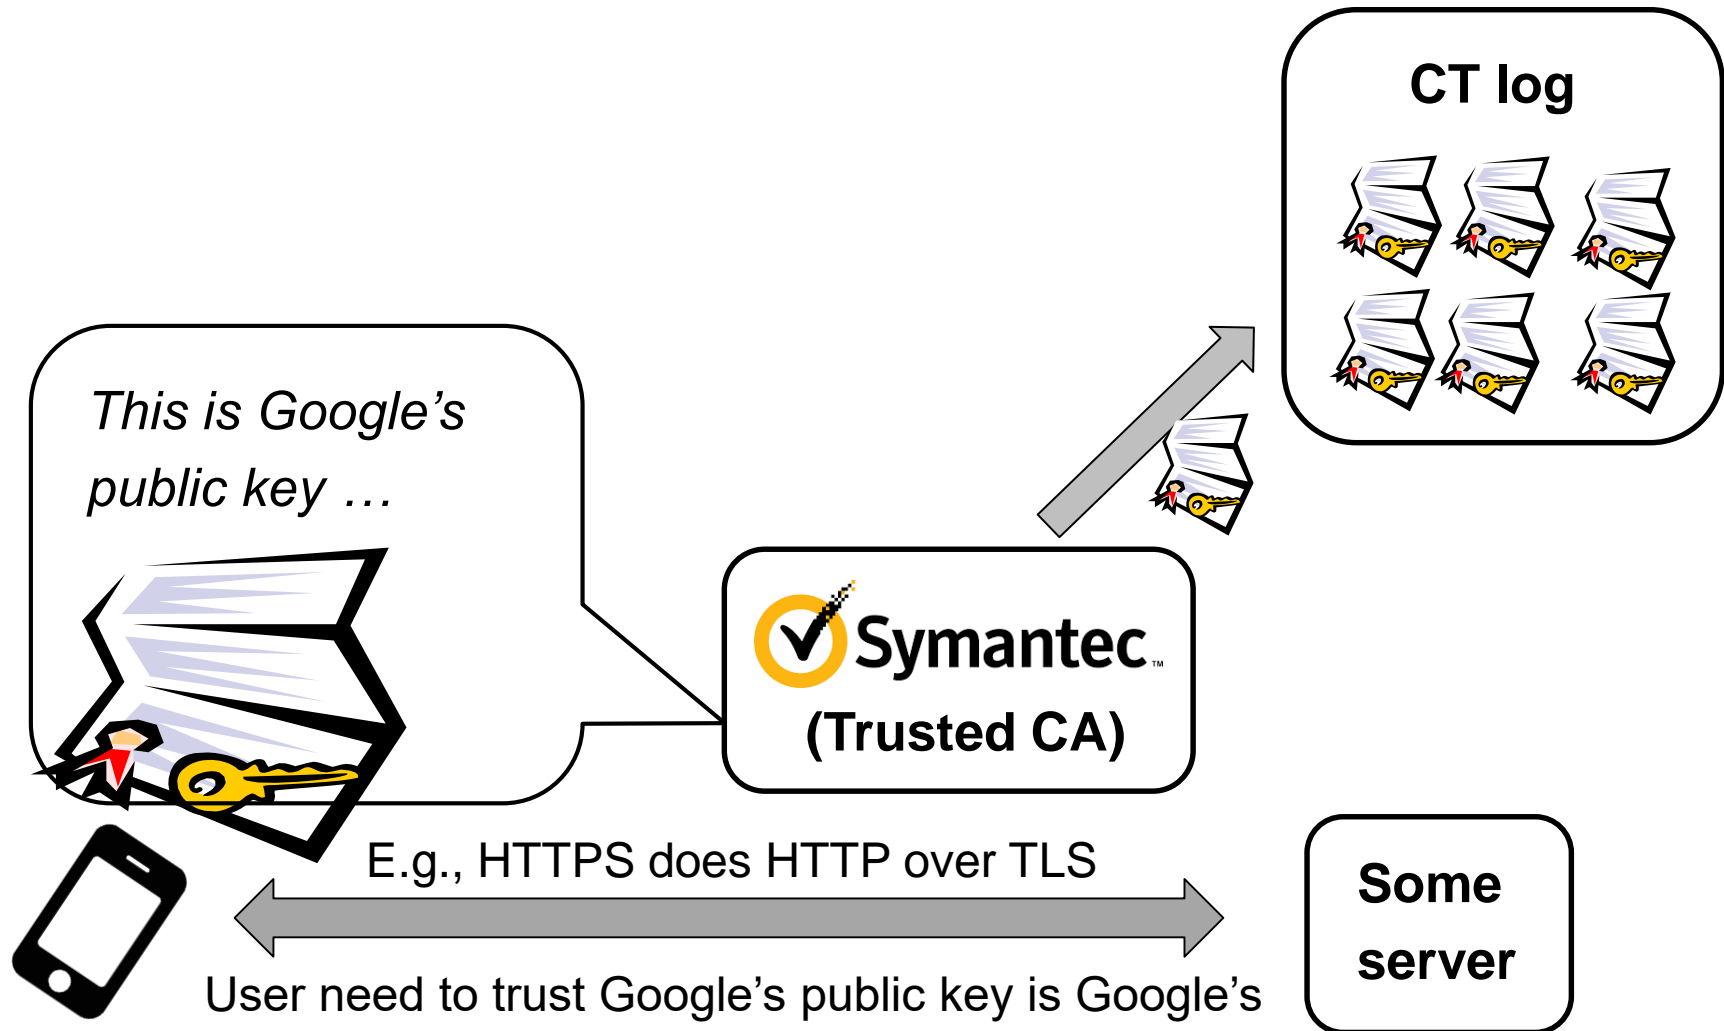 CT log
This is Google’s
public key …
Symantec™
(Trusted CA)
E.g., HTTPS does HTTP over TLS
Some
server
User need to trust Google’s public key is Google’s